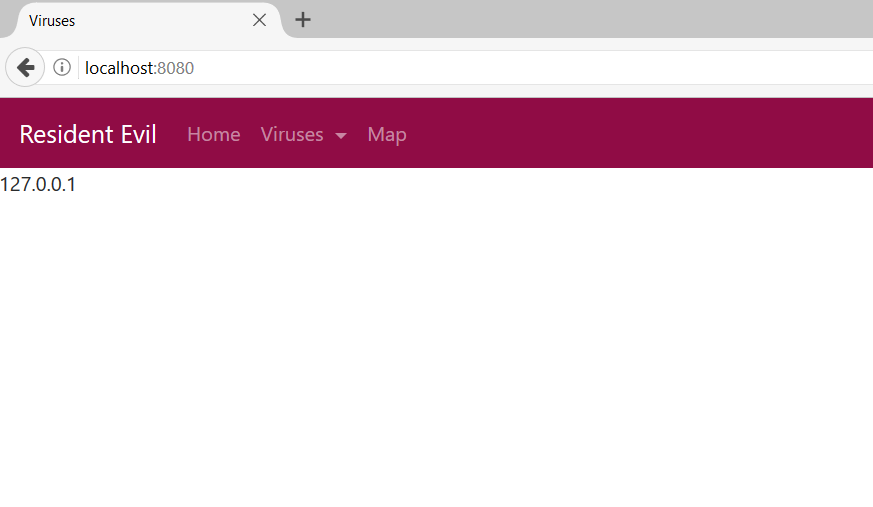 Viruses
localhost:8080
Resident Evil Home Viruses Map
127.0.0.1